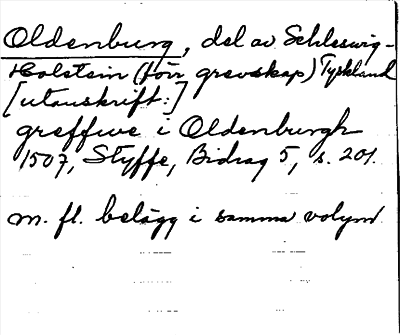 Oldenburg, del av Schleswig-
Holstein (förr grevskap) Tyskland
[utanskrift:]
greffwe i Oldenburgh
1507, Styffe, Bidrag 5, s. 201.
m. fl. belägg i samma volym